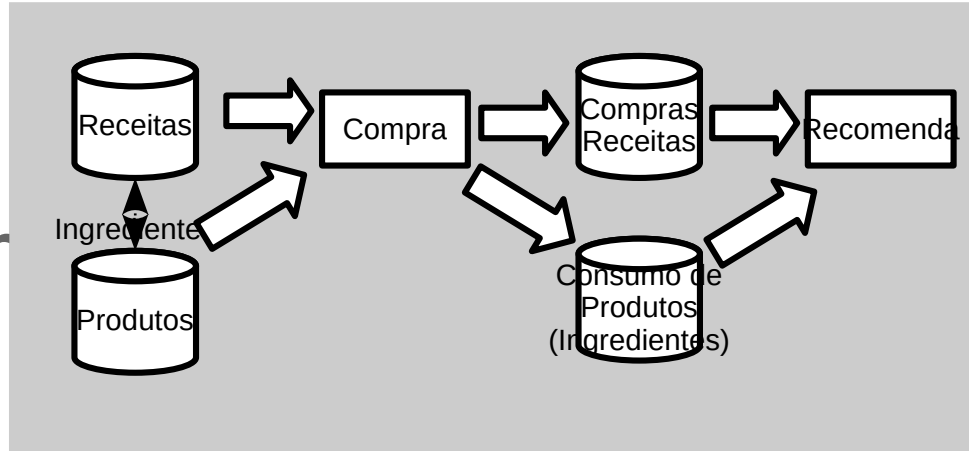 Receitas
Compra
Compras
Receitas
Recomenda
Ingrediente
Produtos
Consumo de
Produtos
(Ingredientes)